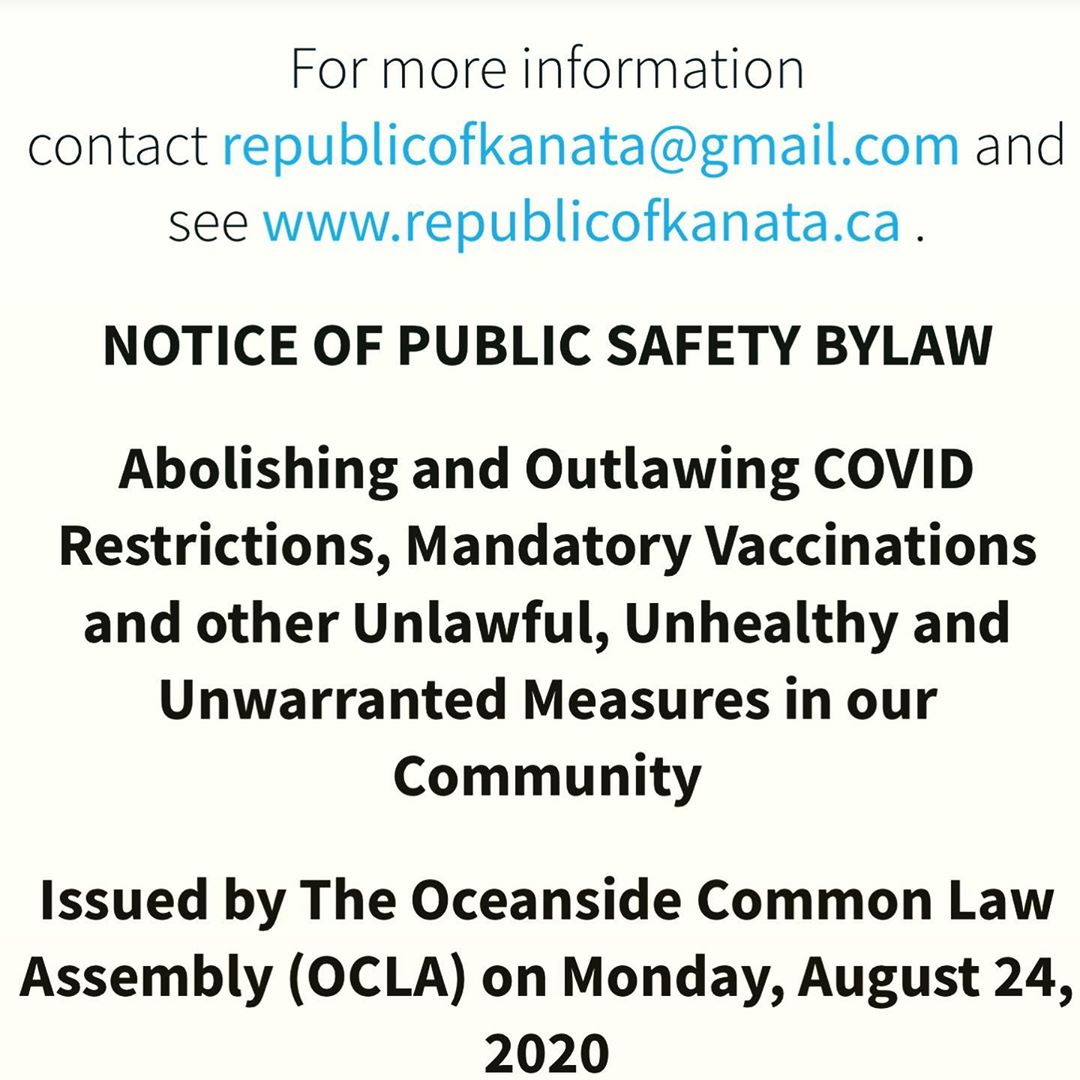 For more information
contact republicofkanata@gmail.com and
see www.republicofkanata.ca .
NOTICE OF PUBLIC SAFETY BYLAW
Abolishing and Outlawing COVID
Restrictions, Mandatory Vaccinations
and other Unlawful, Unhealthy and
Unwarranted Measures in our
Community
Issued by The Oceanside Common Law
Assembly (OCLA) on Monday, August 24,
2020